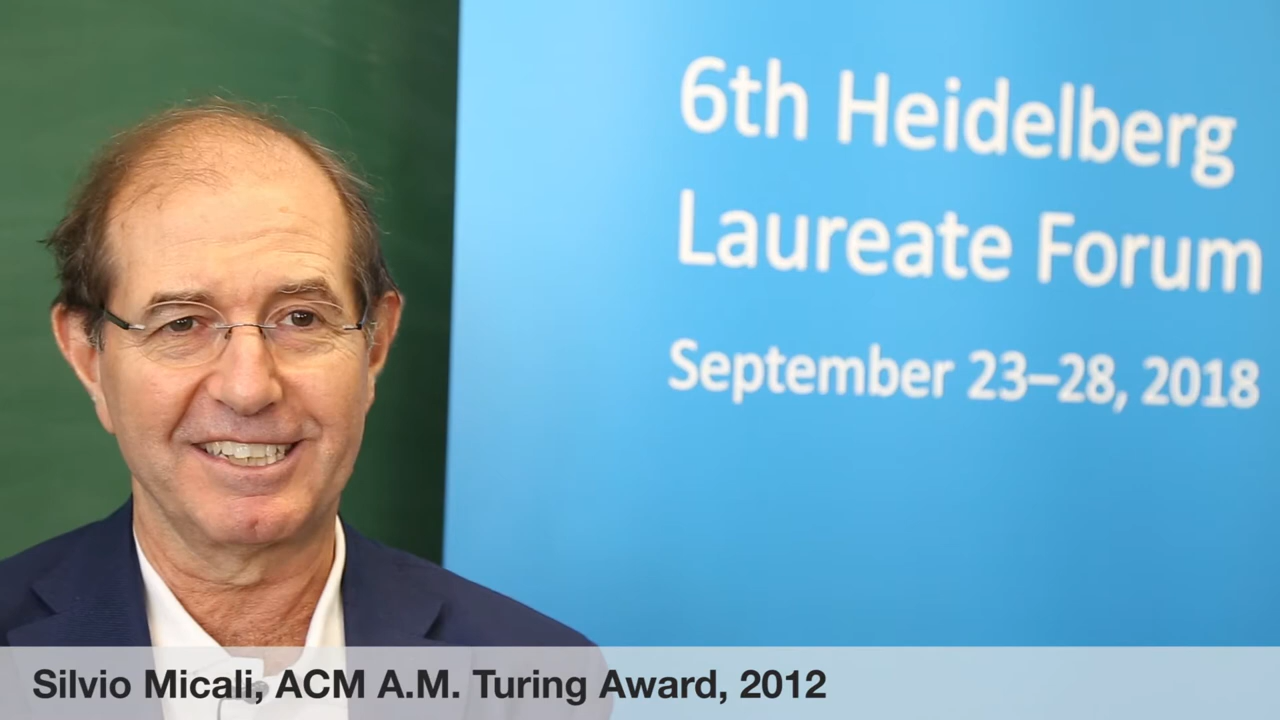 6th Heidelberg
Laureate Forum
September 23–28, 2018
Silvio Micali, ACM A.M. Turing Award, 2012